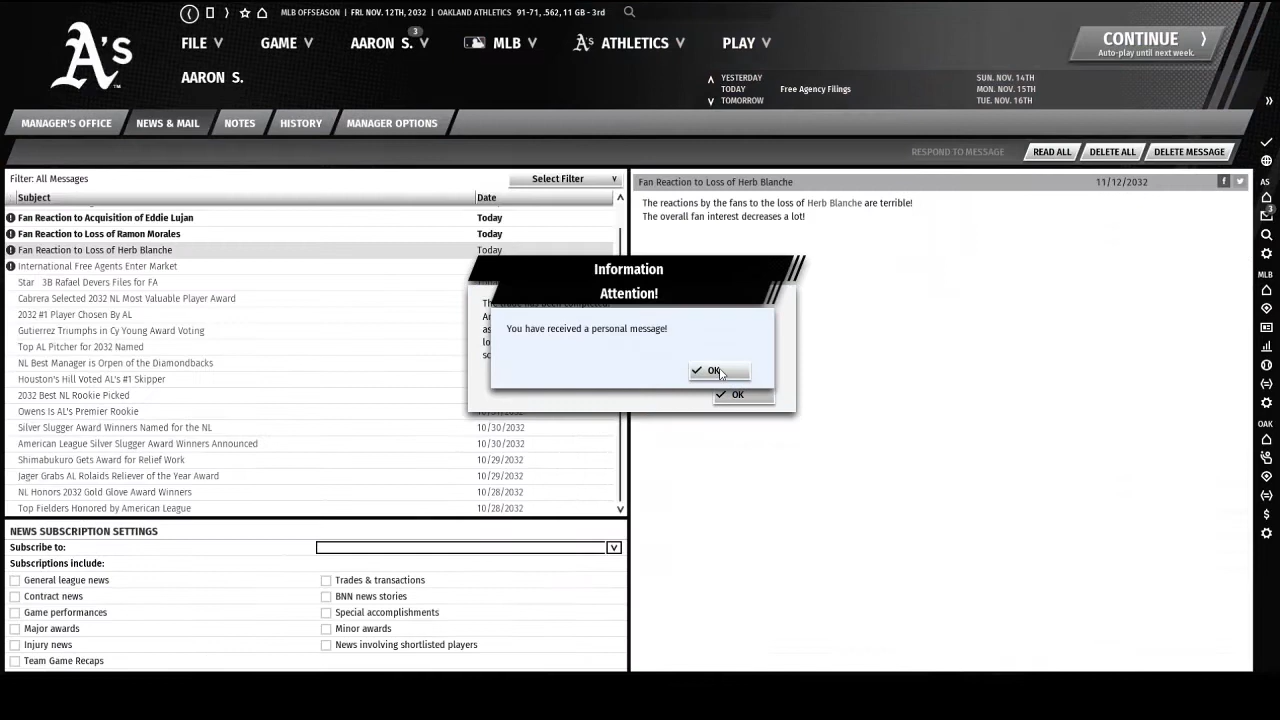 MLB OFFSEASON | FRI. NOV. 12TH, 2032 | OAKLAND ATHLETICS 91-71, .562, 11 GB - 3rd
A's
FILE GAME AARON S. 3 MLB ATHLETICS PLAY
CONTINUE
Auto-play until next week.
AARON S.
YESTERDAY SUN. NOV. 14TH
TODAY Free Agency Filings MON. NOV. 15TH
TOMORROW TUE. NOV. 16TH
MANAGER'S OFFICE NEWS & MAIL NOTES HISTORY MANAGER OPTIONS
RESPOND TO MESSAGE READ ALL DELETE ALL DELETE MESSAGE
Filter: All Messages Select Filter
Subject Date
Fan Reaction to Acquisition of Eddie Lujan Today
Fan Reaction to Loss of Ramon Morales Today
Fan Reaction to Loss of Herb Blanche Today
International Free Agents Enter Market
Star 3B Rafael Devers Files for FA
Cabrera Selected 2032 NL Most Valuable Player Award
2032 #1 Player Chosen By AL
Gutierrez Triumphs in Cy Young Award Voting
Top AL Pitcher for 2032 Named
NL Best Manager is Orpen of the Diamondbacks
Houston's Hill Voted AL's #1 Skipper
2032 Best NL Rookie Picked
Owens Is AL's Premier Rookie 10/31/2032
Silver Slugger Award Winners Named for the NL 10/30/2032
American League Silver Slugger Award Winners Announced 10/30/2032
Shimabukuro Gets Award for Relief Work 10/29/2032
Jager Grabs AL Rolaids Reliever of the Year Award 10/29/2032
NL Honors 2032 Gold Glove Award Winners 10/28/2032
Top Fielders Honored by American League 10/28/2032
Fan Reaction to Loss of Herb Blanche 11/12/2032
The reactions by the fans to the loss of Herb Blanche are terrible!
The overall fan interest decreases a lot!
Information
Attention!
You have received a personal message!
OK
OK
NEWS SUBSCRIPTION SETTINGS
Subscribe to:
Subscriptions include:
General league news Trades & transactions
Contract news BNN news stories
Game performances Special accomplishments
Major awards Minor awards
Injury news News involving shortlisted players
Team Game Recaps
AS
3
MLB
OAK